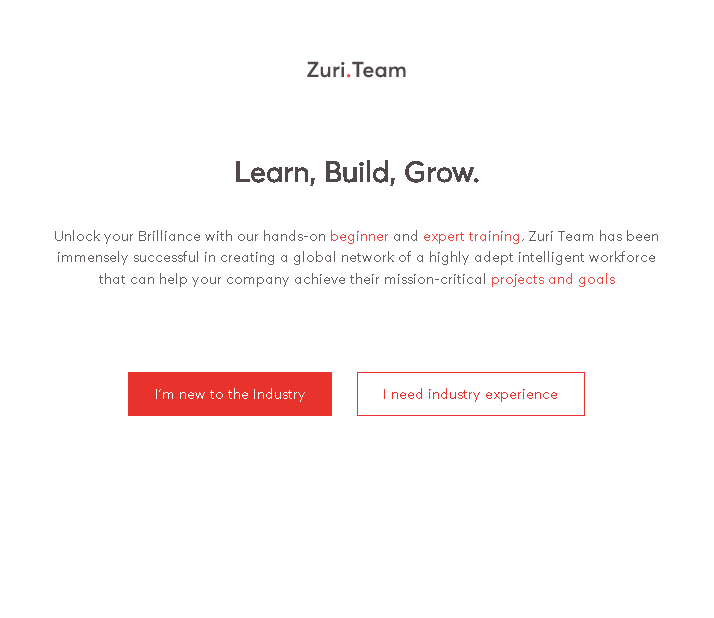 Zuri.Team
Learn, Build, Grow.
Unlock your Brilliance with our hands-on beginner and expert training. Zuri Team has been
immensely successful in creating a global network of a highly adept intelligent workforce
that can help your company achieve their mission-critical projects and goals
I'm new to the Industry
I need industry experience